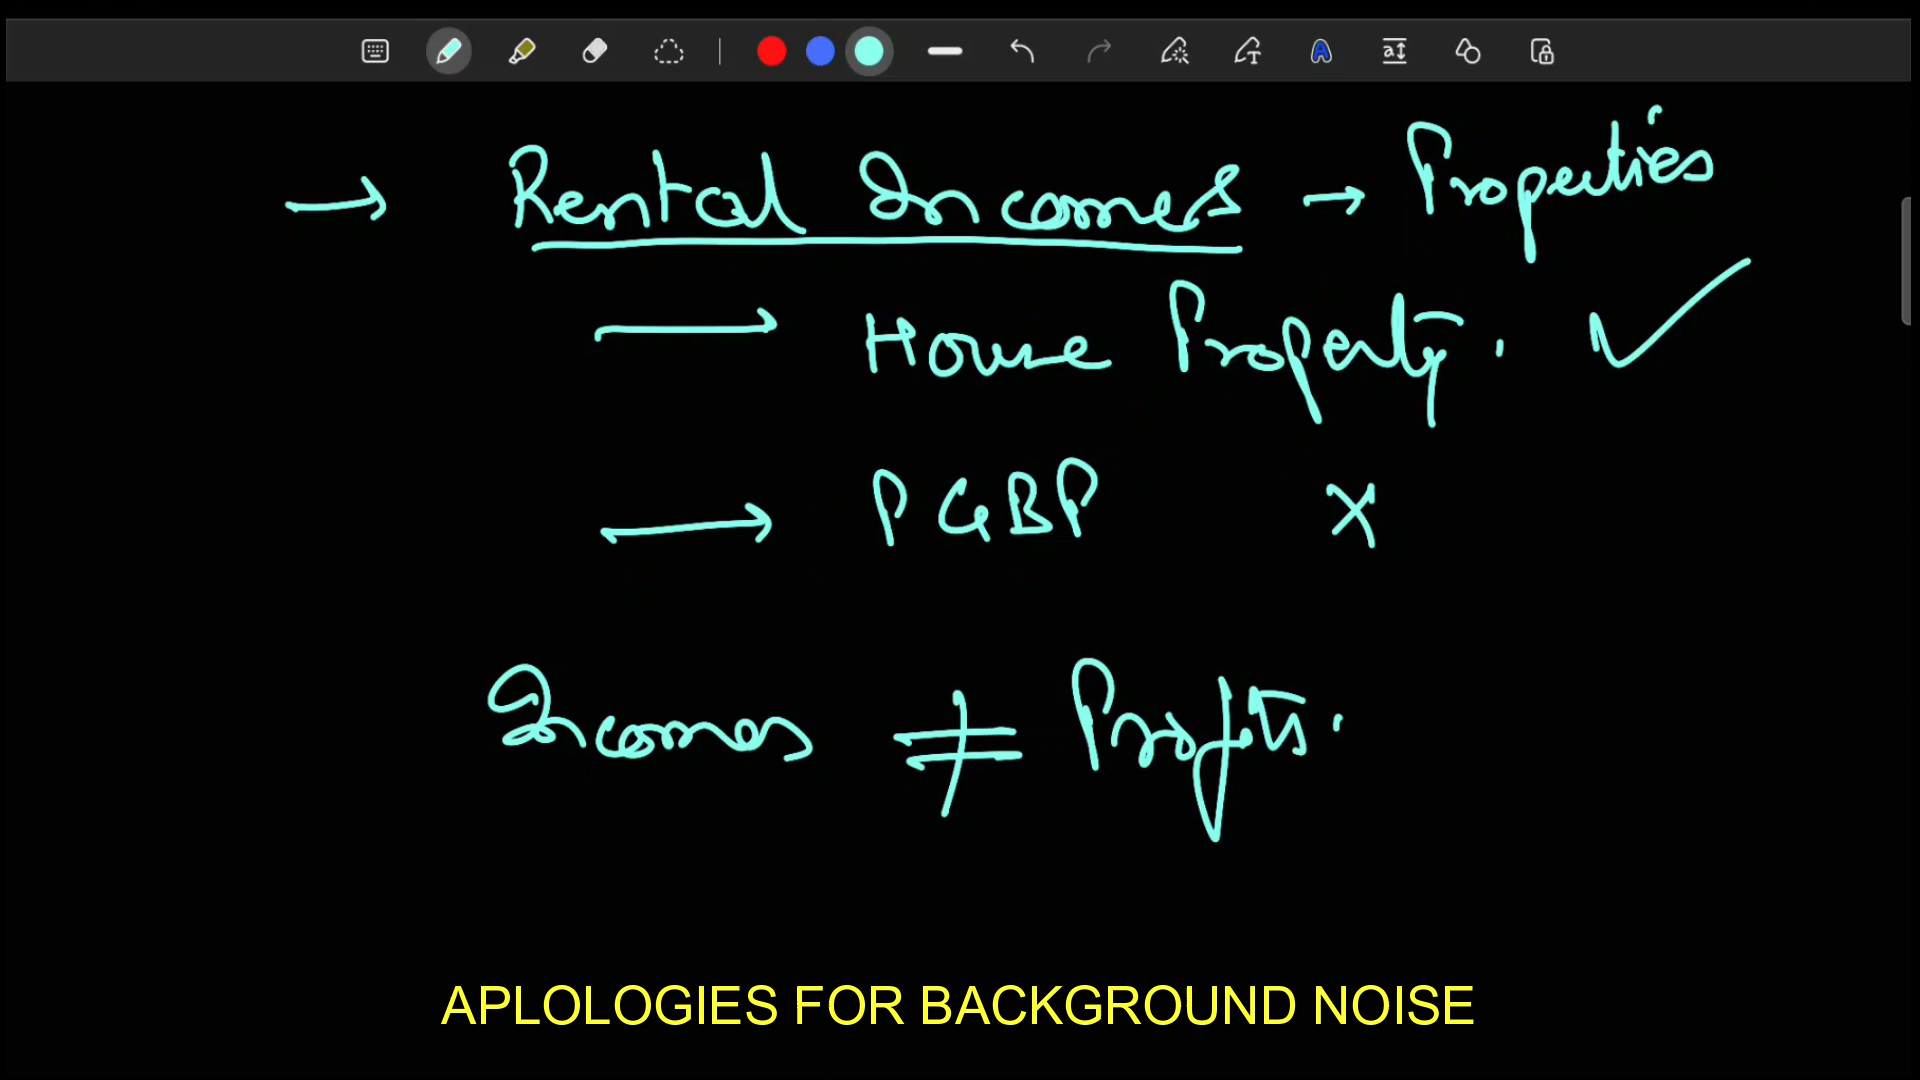 → Rental Incomes → Properties
→ House Property. ✓
→ PGBP X
Incomes ≠ Profits.
APLOLOGIES FOR BACKGROUND NOISE